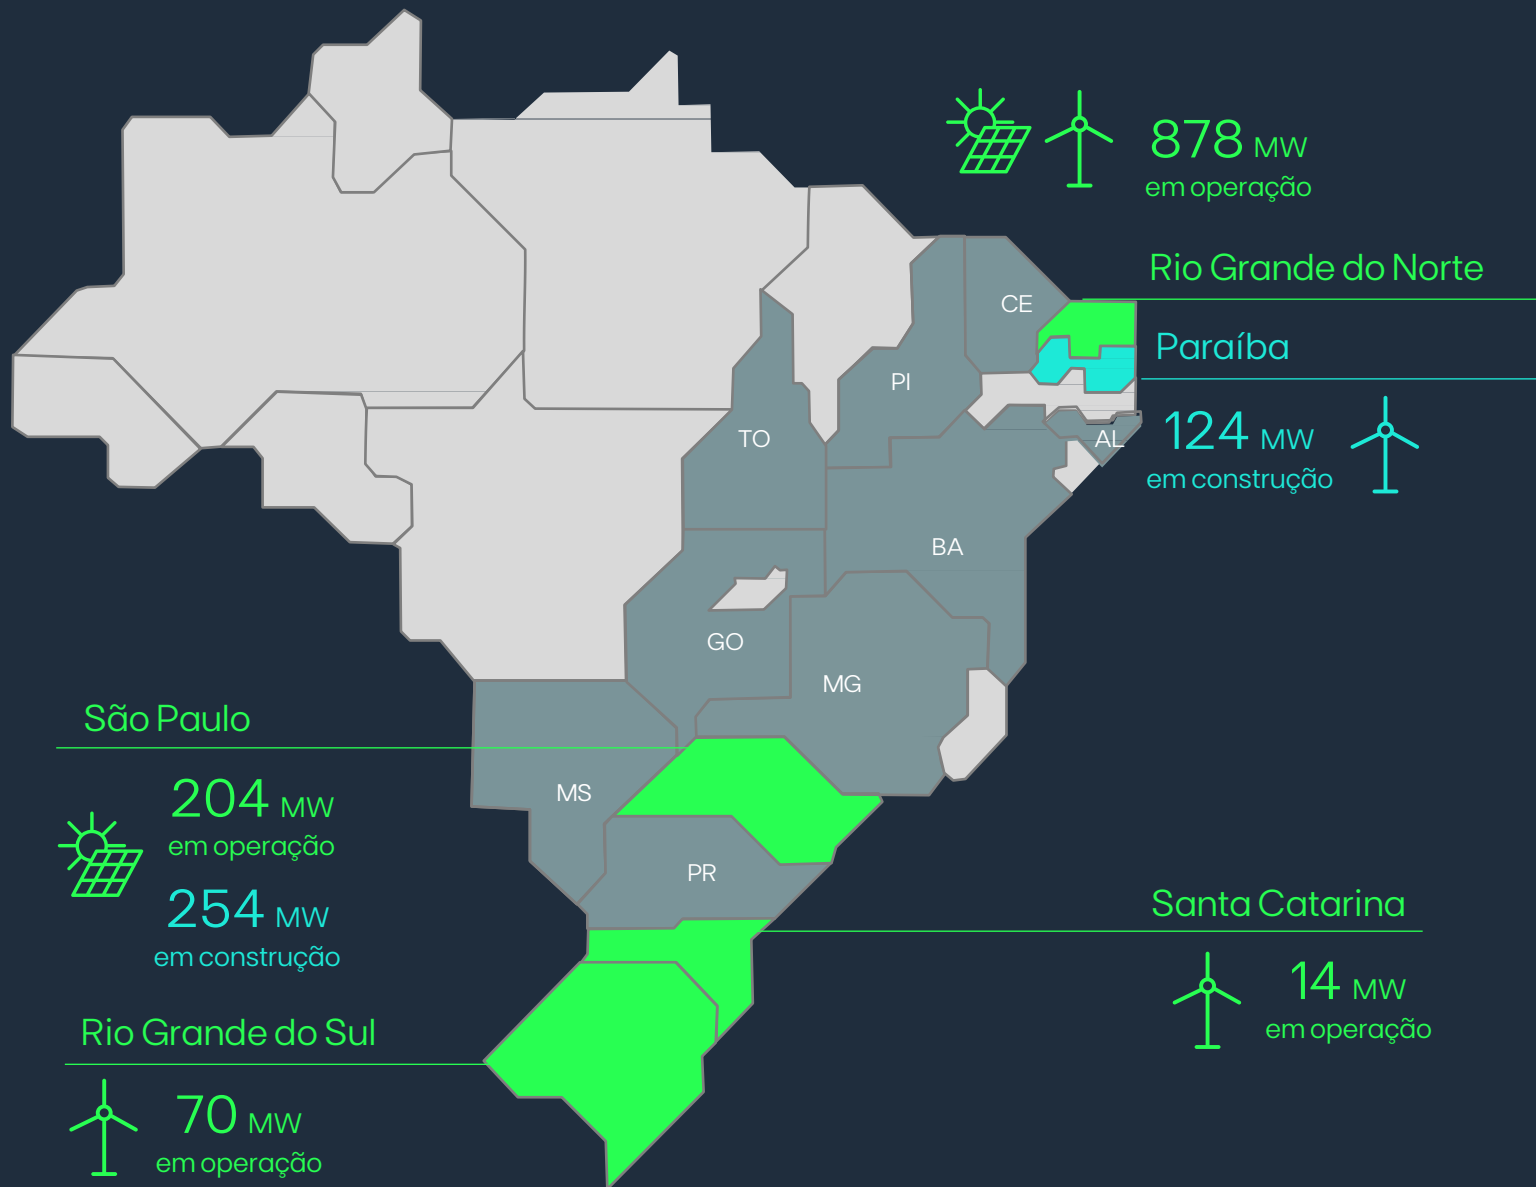 878 MW
em operação
Rio Grande do Norte
Paraíba
124 MW
em construção
CE
PI
TO
AL
BA
GO
MG
MS
PR
São Paulo
204 MW
em operação
254 MW
em construção
Santa Catarina
14 MW
em operação
Rio Grande do Sul
70 MW
em operação